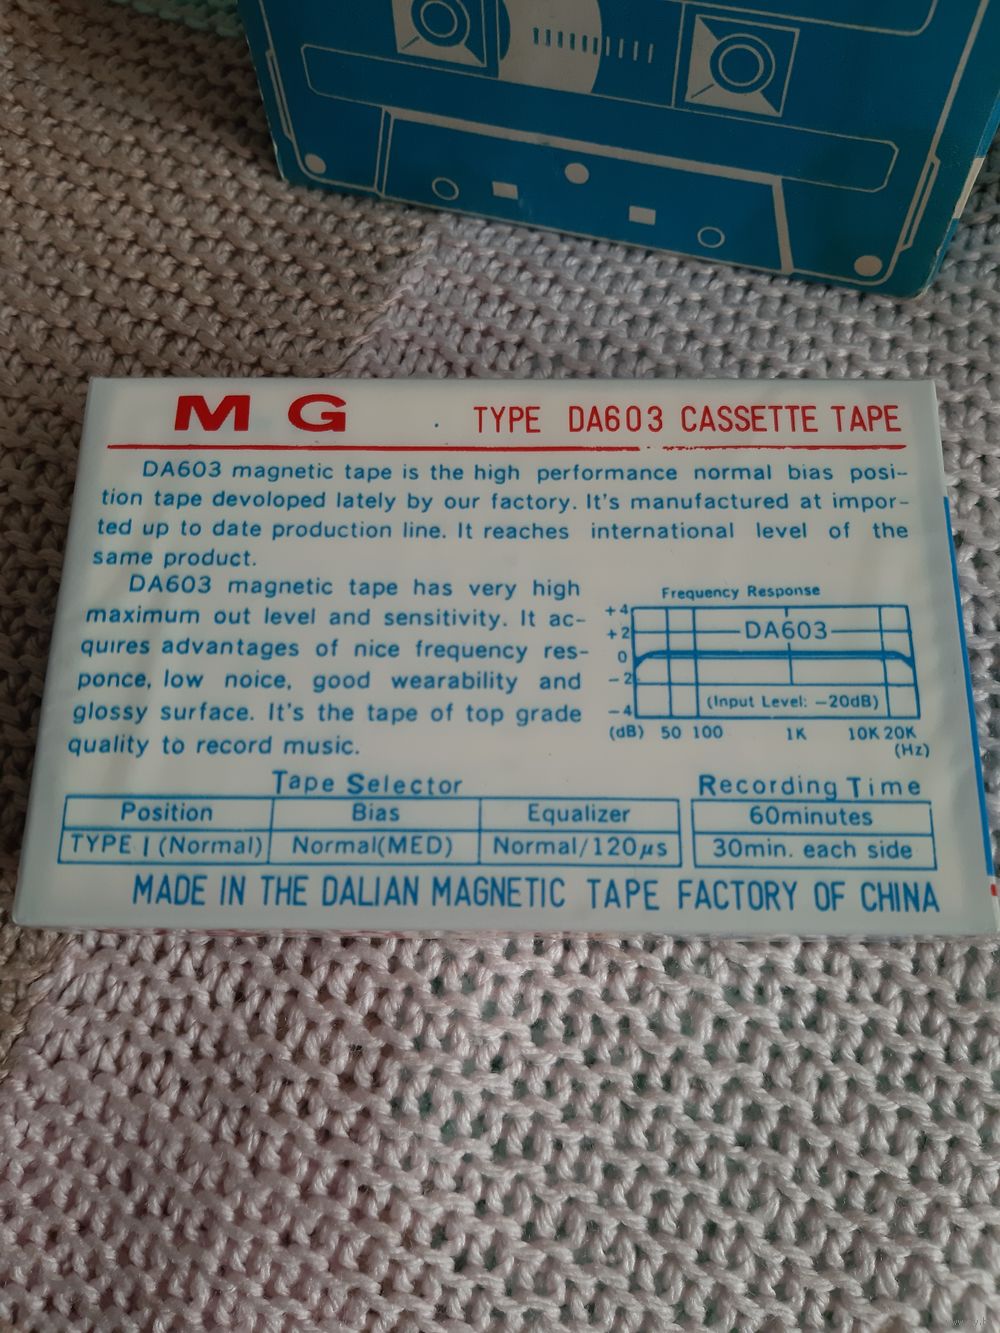 M G
TYPE DA603 CASSETTE TAPE
DA603 magnetic tape is the high performance normal bias posi-
tion tape devoloped lately by our factory. It's manufactured at impor-
ted up to date production line. It reaches international level of the
same product.
DA603 magnetic tape has very high
maximum out level and sensitivity. It ac-
quires advantages of nice frequency res-
ponce, low noice, good wearability and
glossy surface. It's the tape of top grade
quality to record music.
Frequency Response
+4
+2
0
-2
-4
DA603
(Input Level: -20dB)
(dB) 50 100 1K 10K 20K
(Hz)
Tape Selector
Position Bias Equalizer
TYPE I (Normal) Normal(MED) Normal/120μs
Recording Time
60minutes
30min. each side
MADE IN THE DALIAN MAGNETIC TAPE FACTORY OF CHINA